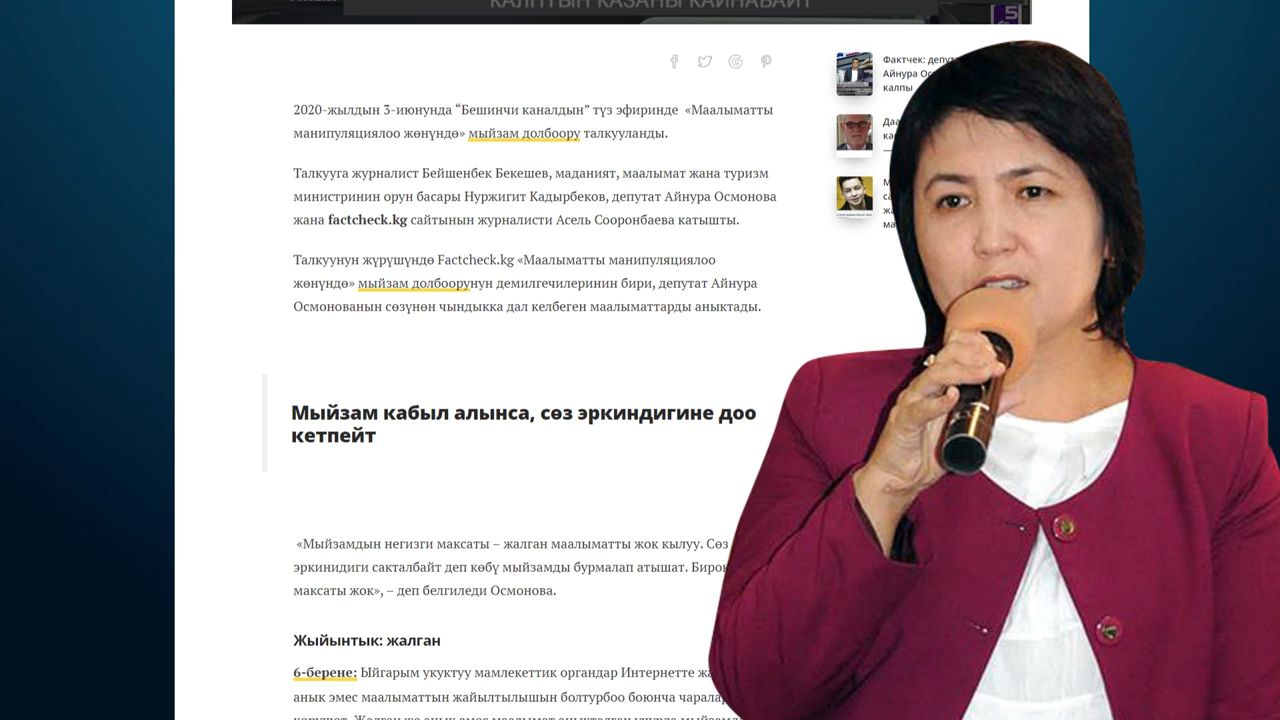 КАЛПТЫН КАЗАНЫ КАЙНАБАЙТ
5
2020-жылдын 3-июнунда “Бешинчи каналдын” түз эфиринде «Маалыматты
манипуляциялоо жөнүндө» мыйзам долбоору талкууланды.
Талкууга журналист Бейшенбек Бекешев, маданият, маалымат жана туризм
министринин орун басары Нуржигит Кадырбеков, депутат Айнура Осмонова
жана factcheck.kg сайтынын журналисти Асель Сооронбаева катышты.
Талкуунун жүрүшүндө Factcheck.kg «Маалыматты манипуляциялоо
жөнүндө» мыйзам долбоорунун демилгечилеринин бири, депутат Айнура
Осмонованын сөзүнөн чындыкка дал келбеген маалыматтарды аныктады.
Мыйзам кабыл алынса, сөз эркиндигине доо
кетпейт
«Мыйзамдын негизги максаты – жалган маалыматты жок кылуу. Сөз
эркинидиги сакталбайт деп көбү мыйзамды бурмалап атышат. Бирок
максаты жок», – деп белгиледи Осмонова.
Жыйынтык: жалган
6-берене: Ыйгарым укуктуу мамлекеттик органдар Интернетте
анык эмес маалыматтын жайылтылышын болтурбоо боюнча
Фактчек:
Айнура
калпы